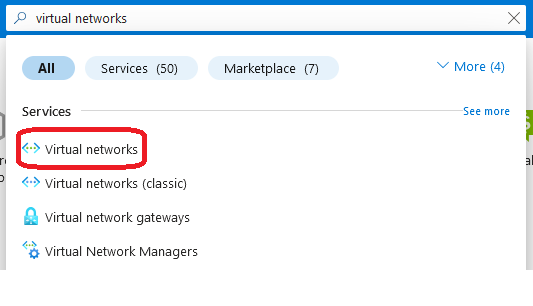 virtual networks
All Services (50) Marketplace (7) More (4)
Services See more
Virtual networks
Virtual networks (classic)
Virtual network gateways
Virtual Network Managers